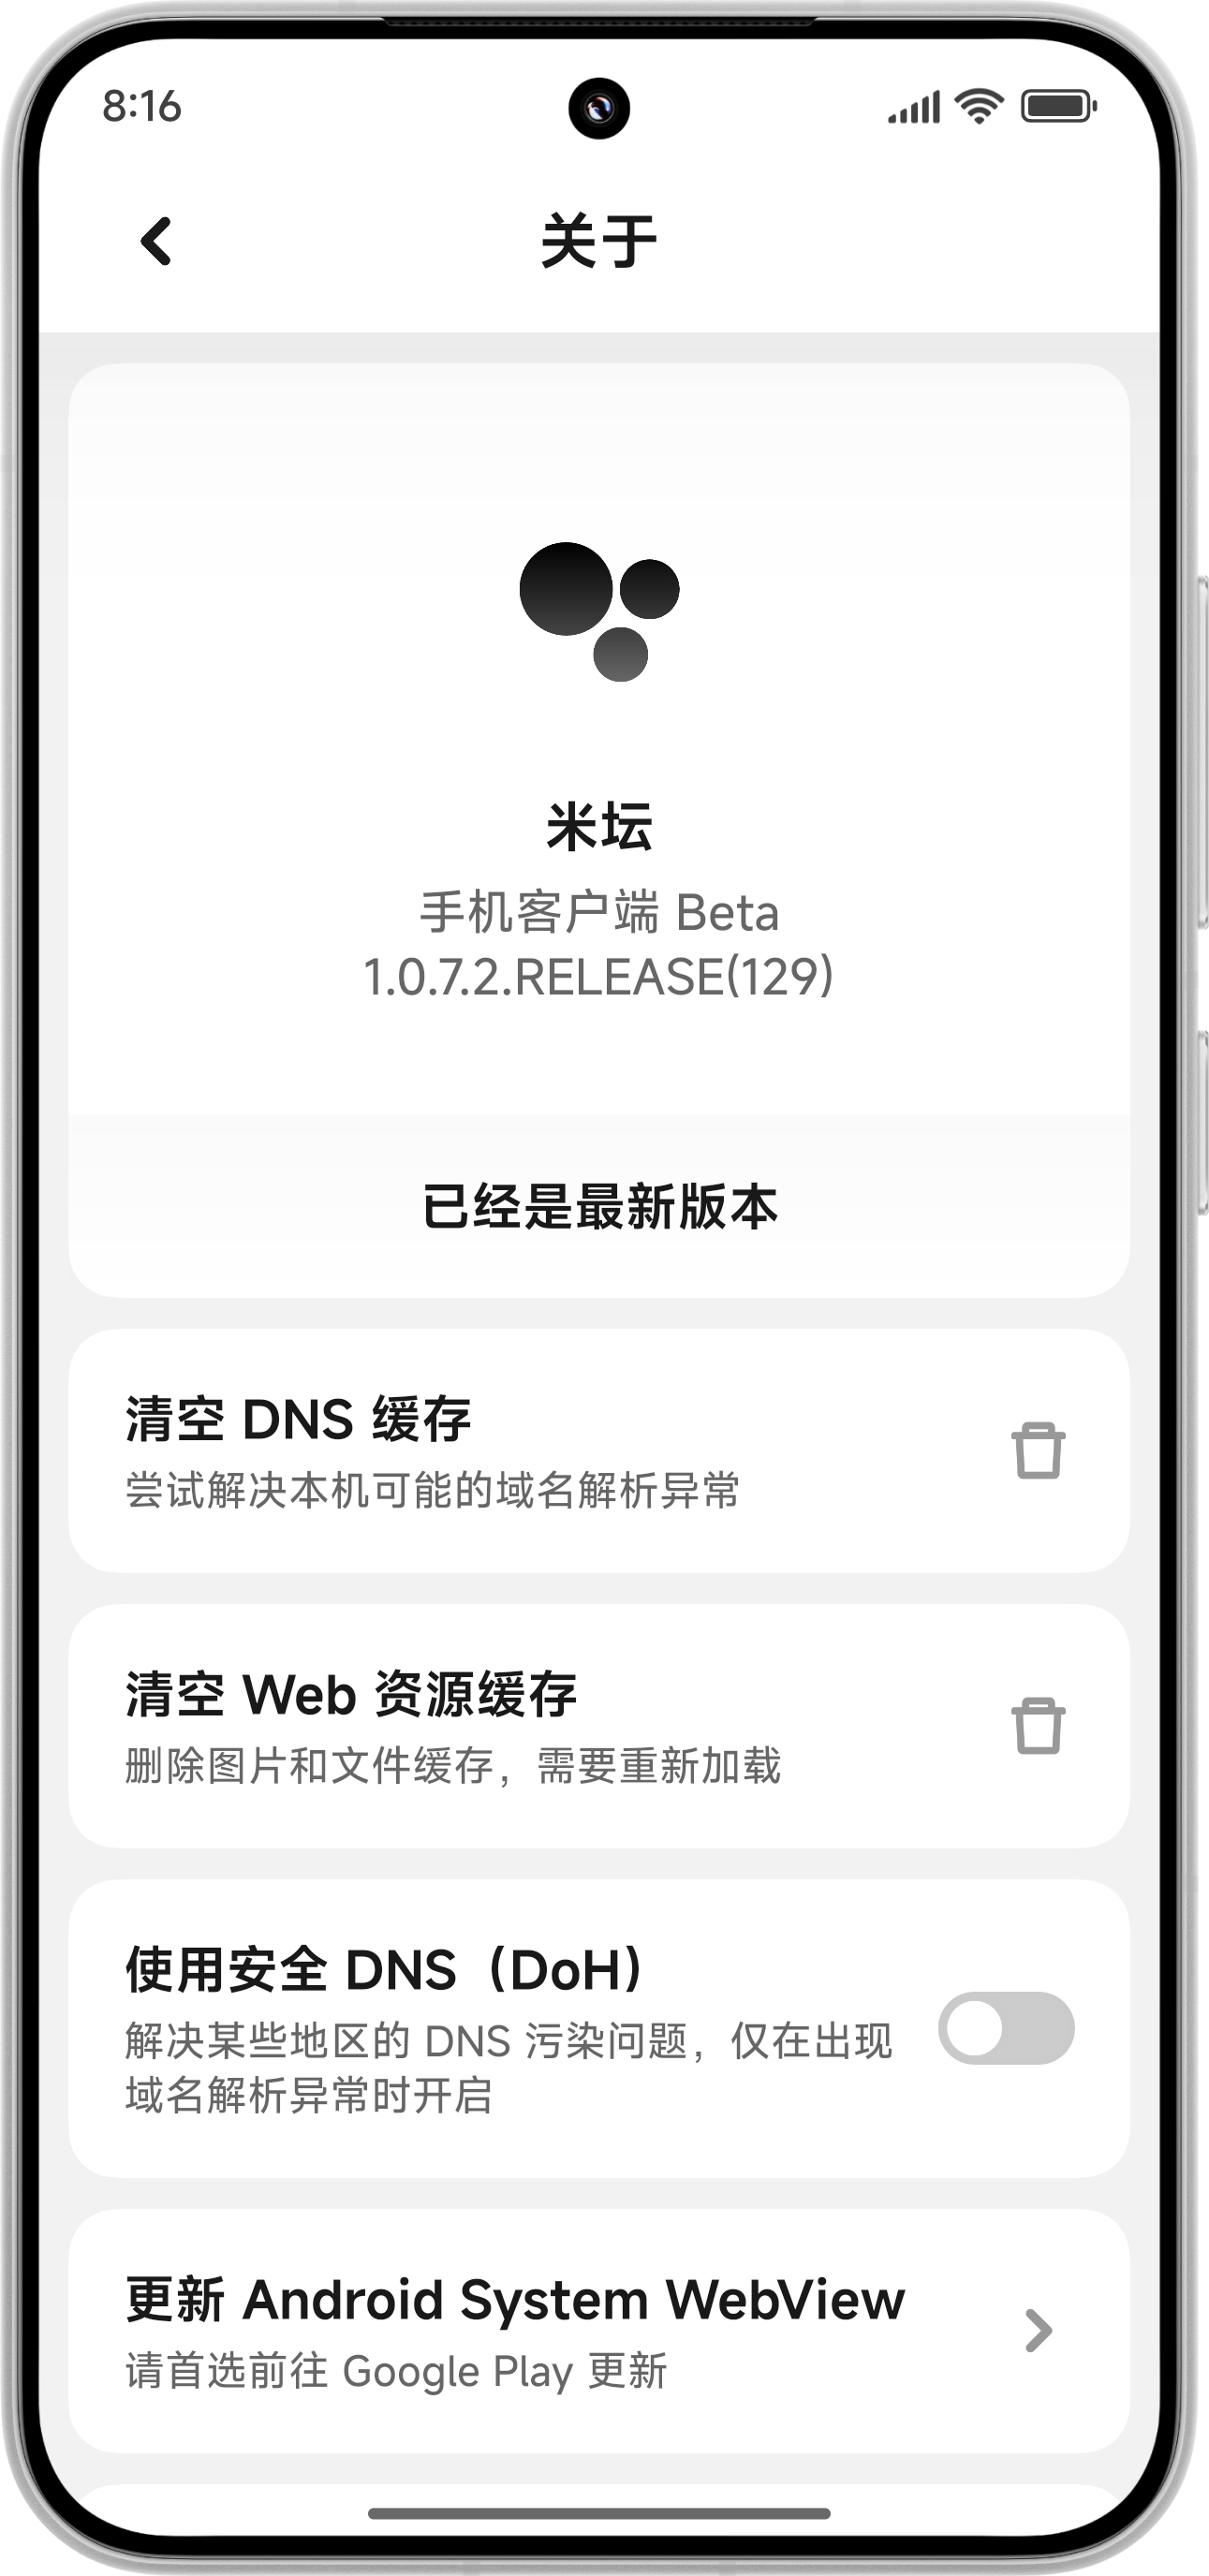 8:16
关于
米坛
手机客户端 Beta
1.0.7.2.RELEASE(129)
已经是最新版本
清空 DNS 缓存
尝试解决本机可能的域名解析异常
清空 Web 资源缓存
删除图片和文件缓存，需要重新加载
使用安全 DNS（DoH）
解决某些地区的 DNS 污染问题，仅在出现
域名解析异常时开启
更新 Android System WebView
请首选前往 Google Play 更新